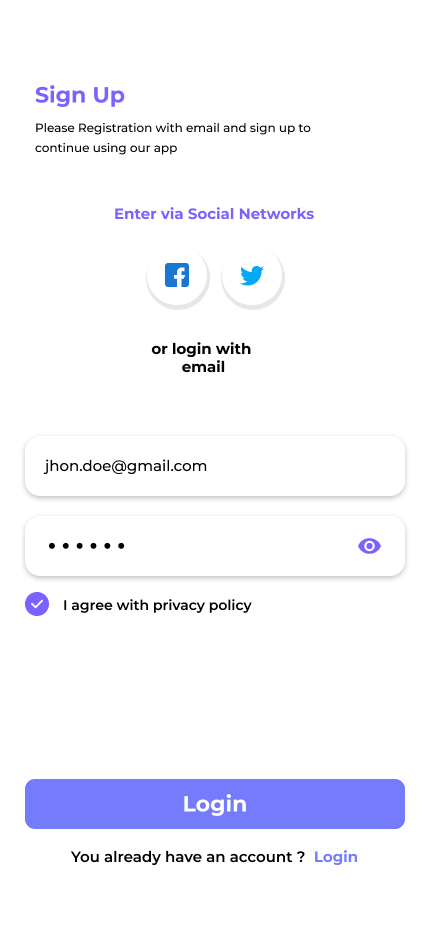 Sign Up
Please Registration with email and sign up to
continue using our app
Enter via Social Networks
or login with
email
jhon.doe@gmail.com
I agree with privacy policy
Login
You already have an account ? Login